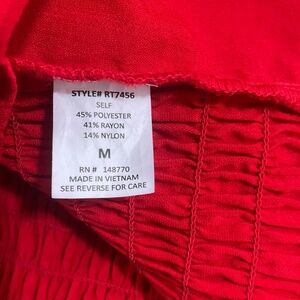 STYLE# RT7456
SELF
45% POLYESTER
41% RAYON
14% NYLON
M
RN # 148770
MADE IN VIETNAM
SEE REVERSE FOR CARE